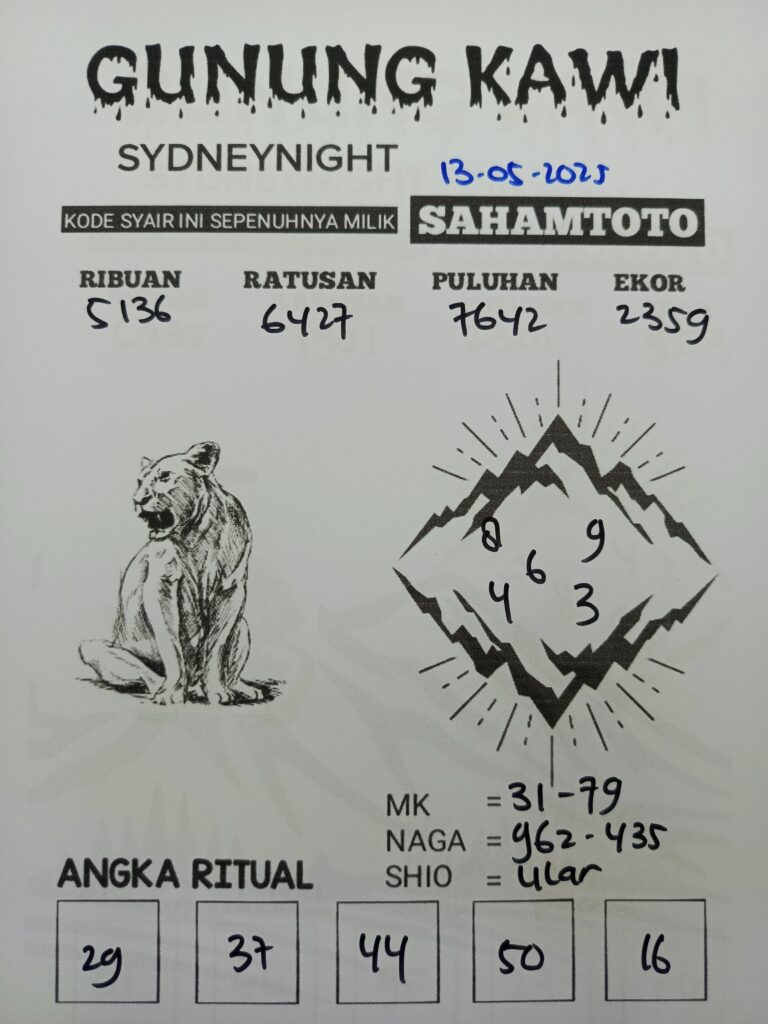 GUNUNG KAWI
SYDNEYNIGHT 13-05-2025
KODE SYAIR INI SEPENUHNYA MILIK SAHAMTOTO
RIBUAN RATUSAN PULUHAN EKOR
5136 6427 7642 2359
9
6
4 3
MK = 31-79
NAGA = 962-435
SHIO = ular
ANGKA RITUAL
29 37 44 50 16